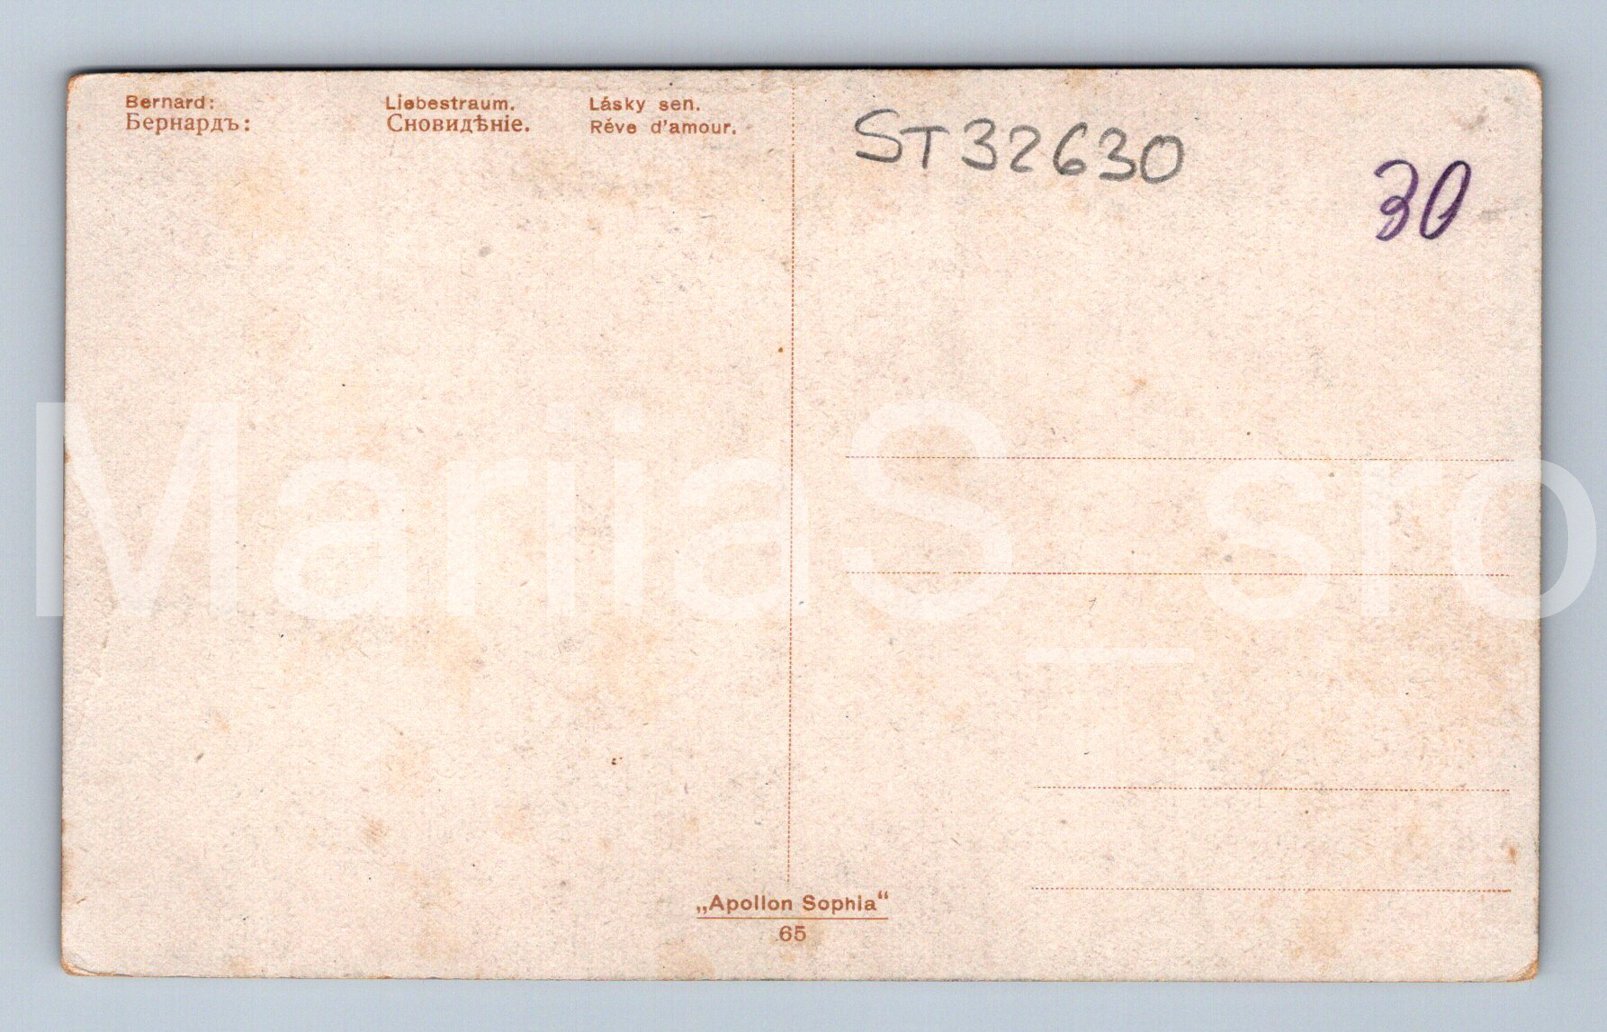 Bernard: Liebestraum. Lásky sen.
Бернардъ: Сновидѣніе. Rêve d'amour.
ST32630
30
MariiaS_sro
„Apollon Sophia“
65